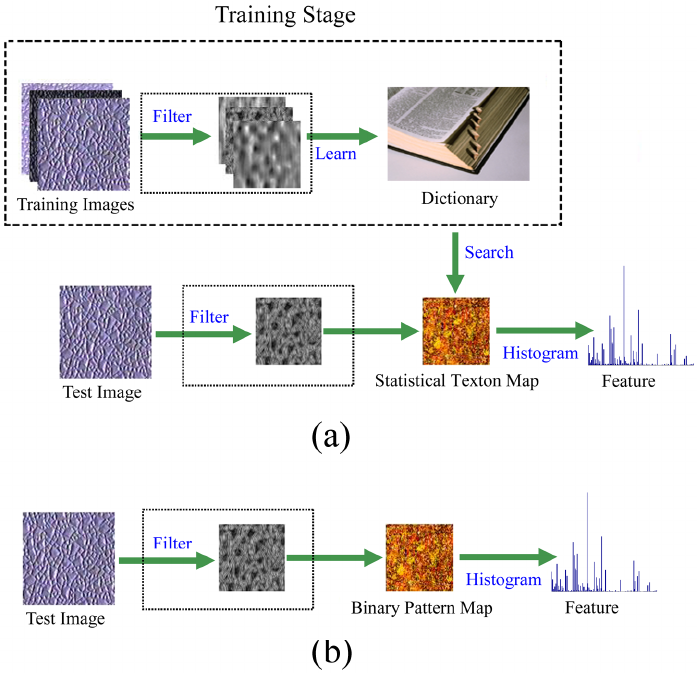 Training Stage
Filter
Learn
Training Images
Dictionary
Search
Filter
Histogram
Test Image
Statistical Texton Map
Feature
(a)
Filter
Histogram
Test Image
Binary Pattern Map
Feature
(b)